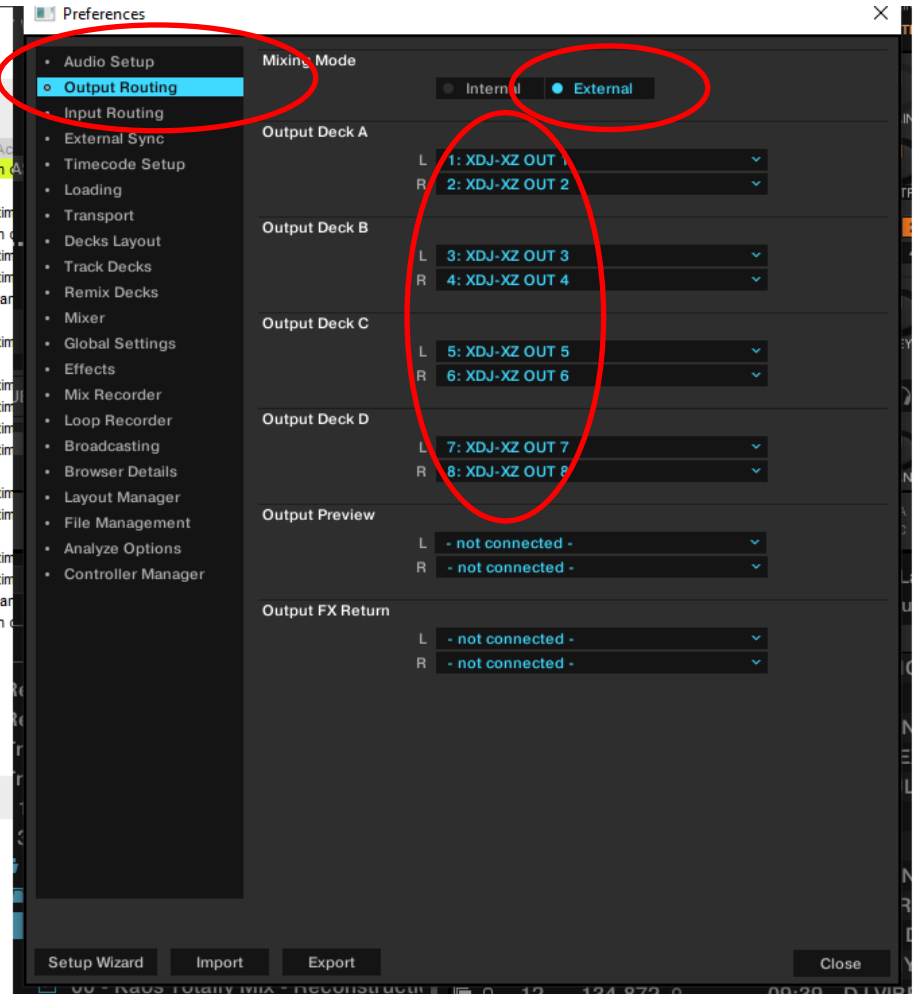 Preferences
Audio Setup
Output Routing
Input Routing
External Sync
Timecode Setup
Loading
Transport
Decks Layout
Track Decks
Remix Decks
Mixer
Global Settings
Effects
Mix Recorder
Loop Recorder
Broadcasting
Browser Details
Layout Manager
File Management
Analyze Options
Controller Manager
Mixing Mode
Internal External
Output Deck A
L 1: XDJ-XZ OUT 1
R 2: XDJ-XZ OUT 2
Output Deck B
L 3: XDJ-XZ OUT 3
R 4: XDJ-XZ OUT 4
Output Deck C
L 5: XDJ-XZ OUT 5
R 6: XDJ-XZ OUT 6
Output Deck D
L 7: XDJ-XZ OUT 7
R 8: XDJ-XZ OUT 8
Output Preview
L - not connected -
R - not connected -
Output FX Return
L - not connected -
R - not connected -
Setup Wizard Import Export Close